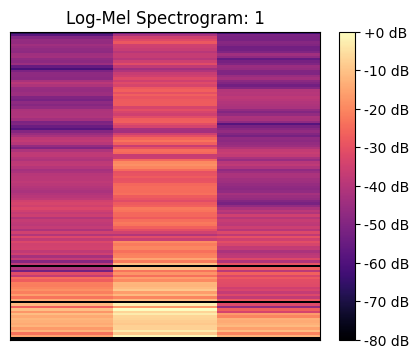 Log-Mel Spectrogram: 1
+0 dB
-10 dB
-20 dB
-30 dB
-40 dB
-50 dB
-60 dB
-70 dB
-80 dB